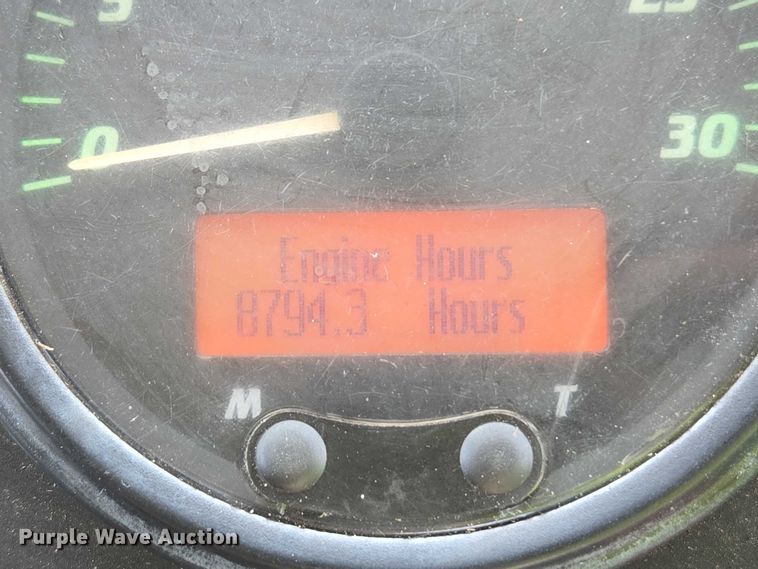 5
25
0
30
Engine Hours
8794.3 Hours
M T
Purple Wave Auction